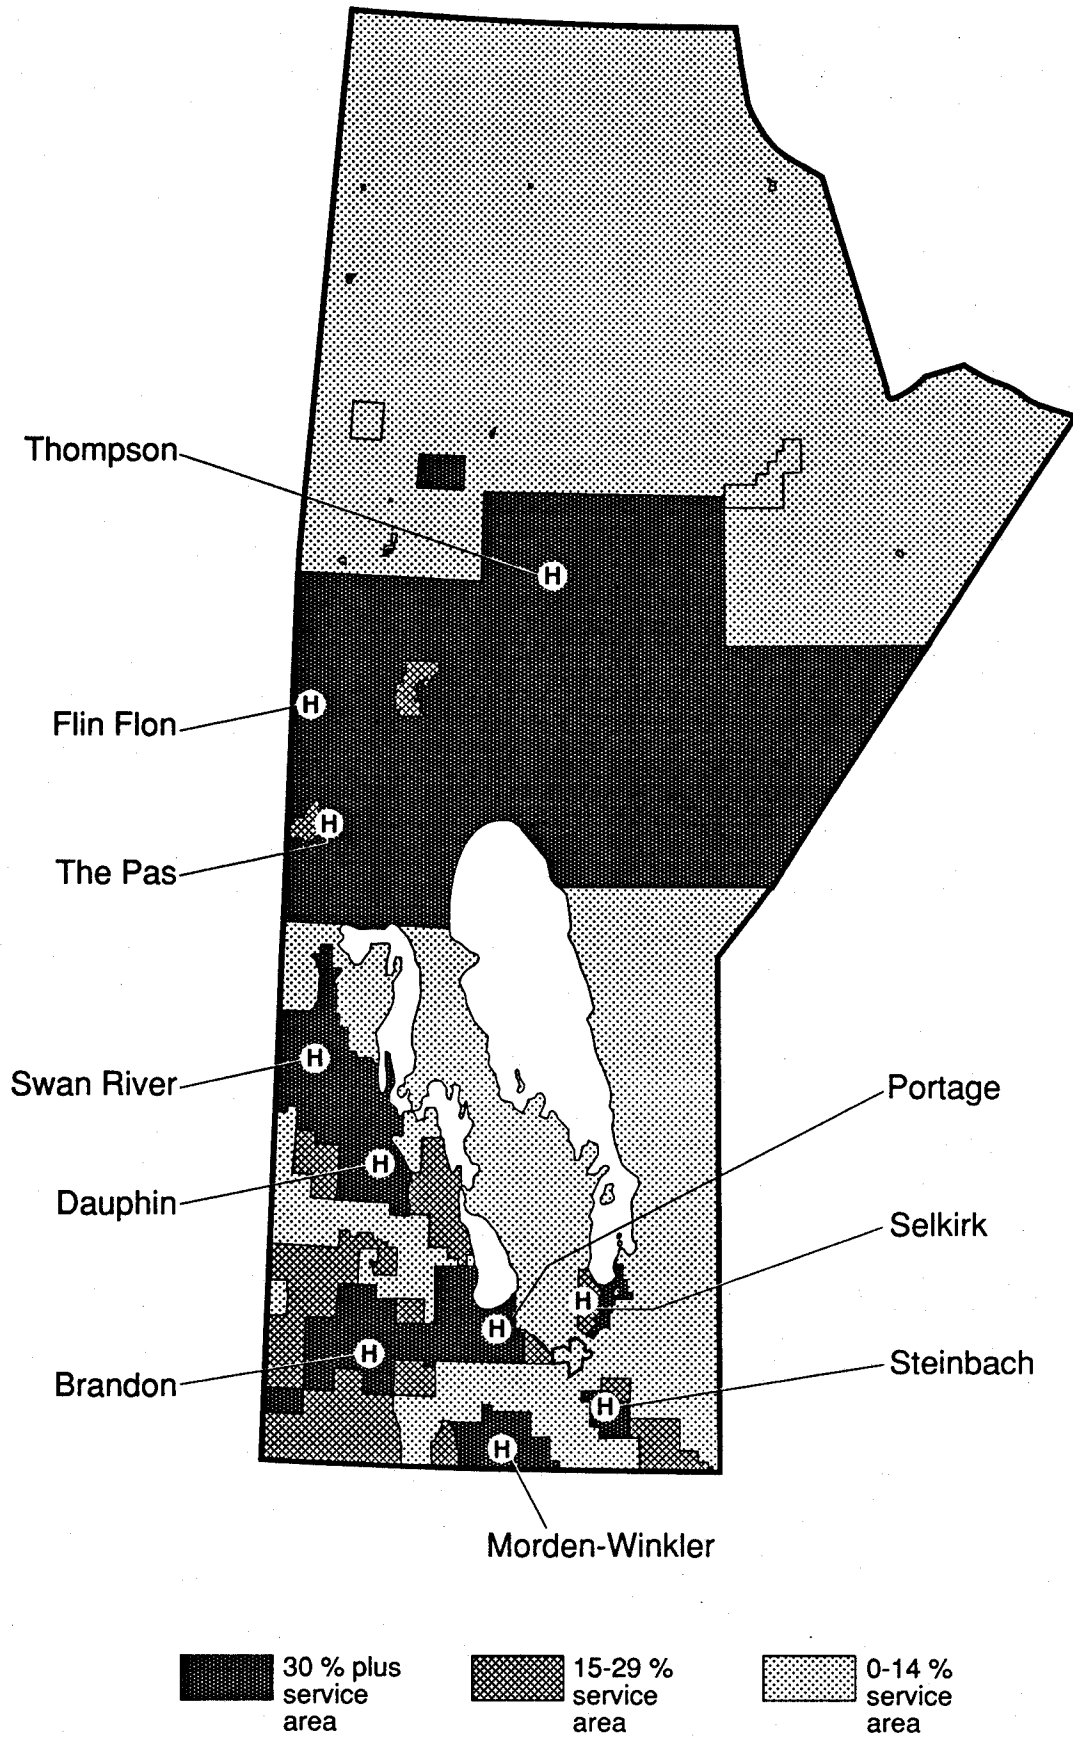 Thompson
H
Flin Flon
H
The Pas
H
Swan River
H
Portage
Dauphin
H
Selkirk
H
H
Brandon
H
Steinbach
H
H
Morden-Winkler
30 % plus
service
area
15-29 %
service
area
0-14 %
service
area